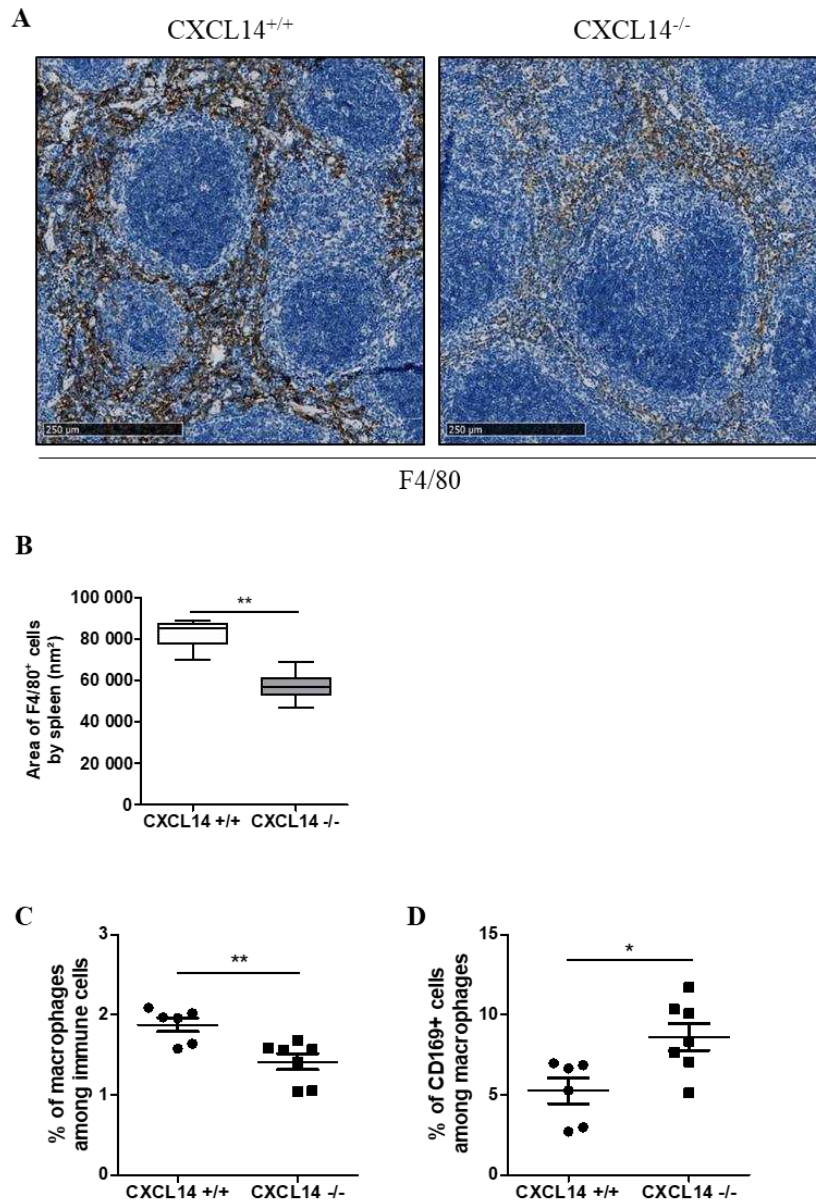 A
CXCL14+/+
CXCL14-/-
250 µm
250 µm
F4/80
B
100 000
80 000
60 000
40 000
20 000
0
Area of F4/80+ cells
by spleen (nm²)
**
CXCL14 +/+
CXCL14 -/-
C
3
2
1
0
% of macrophages
among immune cells
**
CXCL14 +/+
CXCL14 -/-
D
15
10
5
0
% of CD169+ cells
among macrophages
*
CXCL14 +/+
CXCL14 -/-